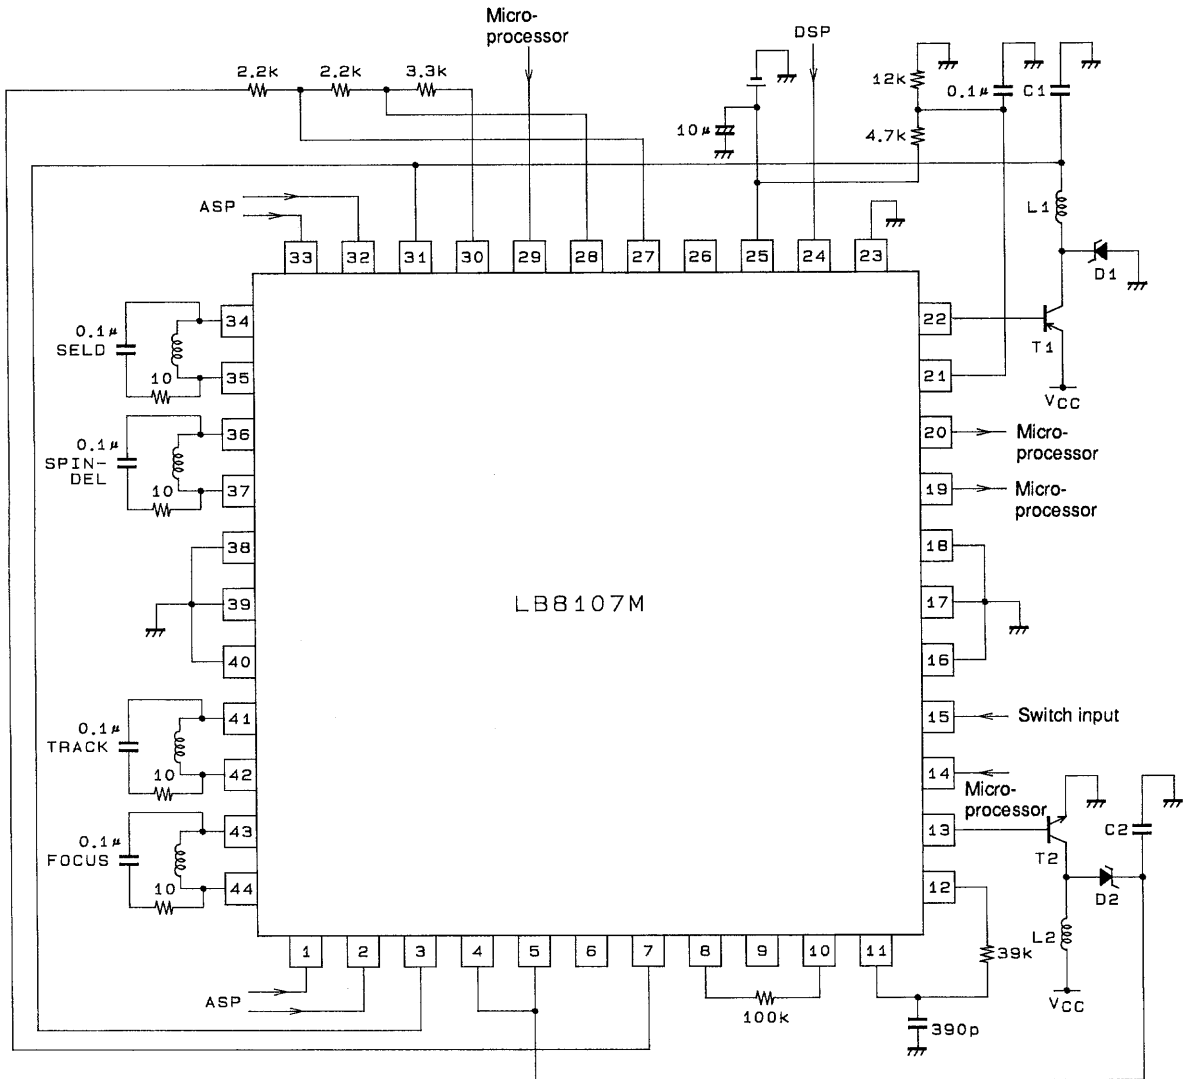 Micro-
processor
DSP
2.2k
2.2k
3.3k
12k
0.1μ
C1
10μ
4.7k
ASP
L1
33
32
31
30
29
28
27
26
25
24
23
D1
0.1μ
SELD
10
34
35
22
T1
21
VCC
0.1μ
SPIN-
DEL
10
36
37
20
Micro-
processor
19
Micro-
processor
38
39
40
LB8107M
18
17
16
0.1μ
TRACK
10
41
42
15
Switch input
14
Micro-
processor
0.1μ
FOCUS
10
43
44
13
T2
C2
12
D2
L2
39k
VCC
1
2
3
4
5
6
7
8
9
10
11
ASP
100k
390p